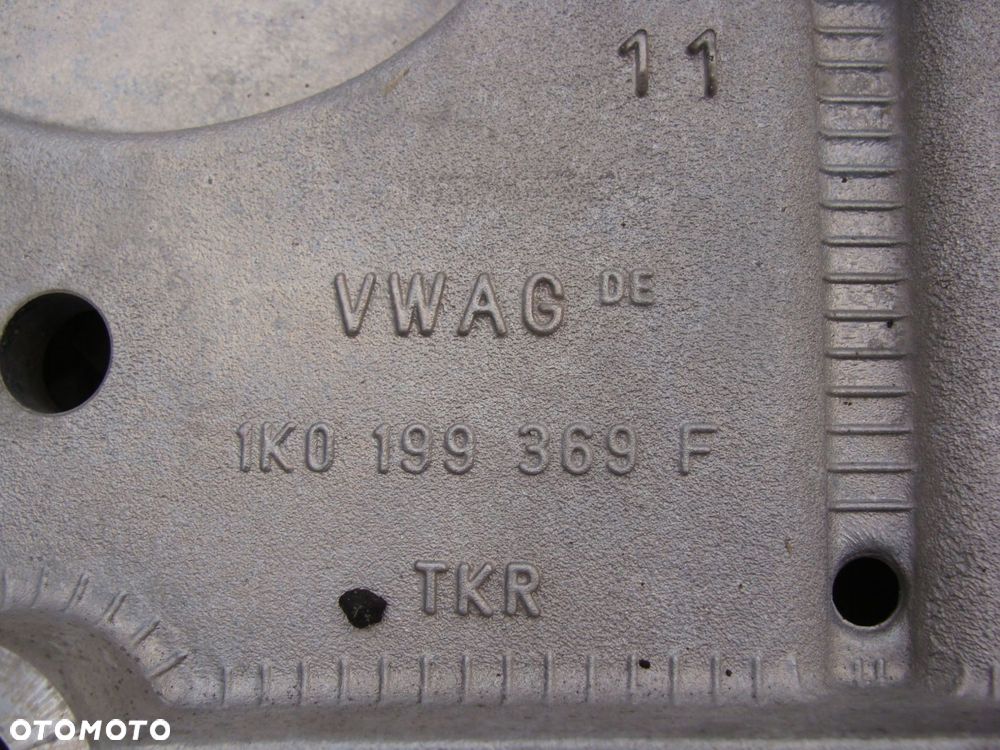 11
VWAG DE
1K0 199 369 F
TKR
OTOMOTO